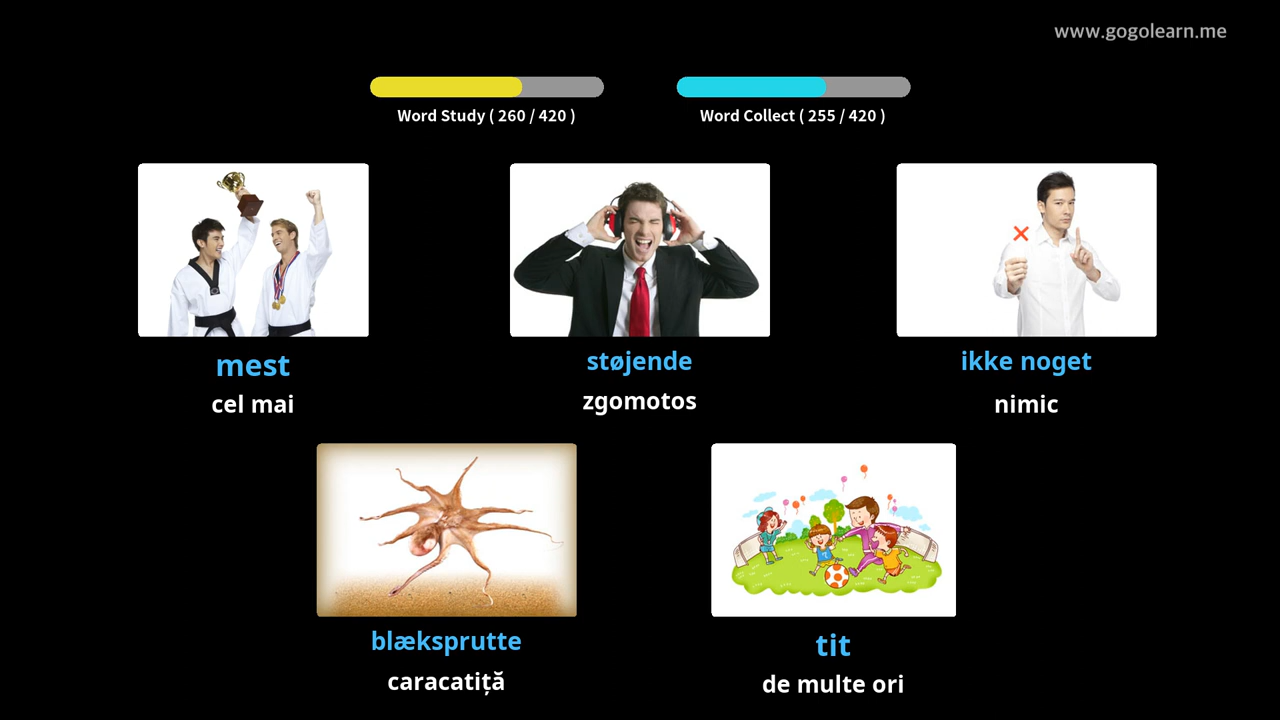 www.gogolearn.me
Word Study ( 260 / 420 )
Word Collect ( 255 / 420 )
mest
cel mai
støjende
zgomotos
ikke noget
nimic
blæksprutte
caracatiță
tit
de multe ori